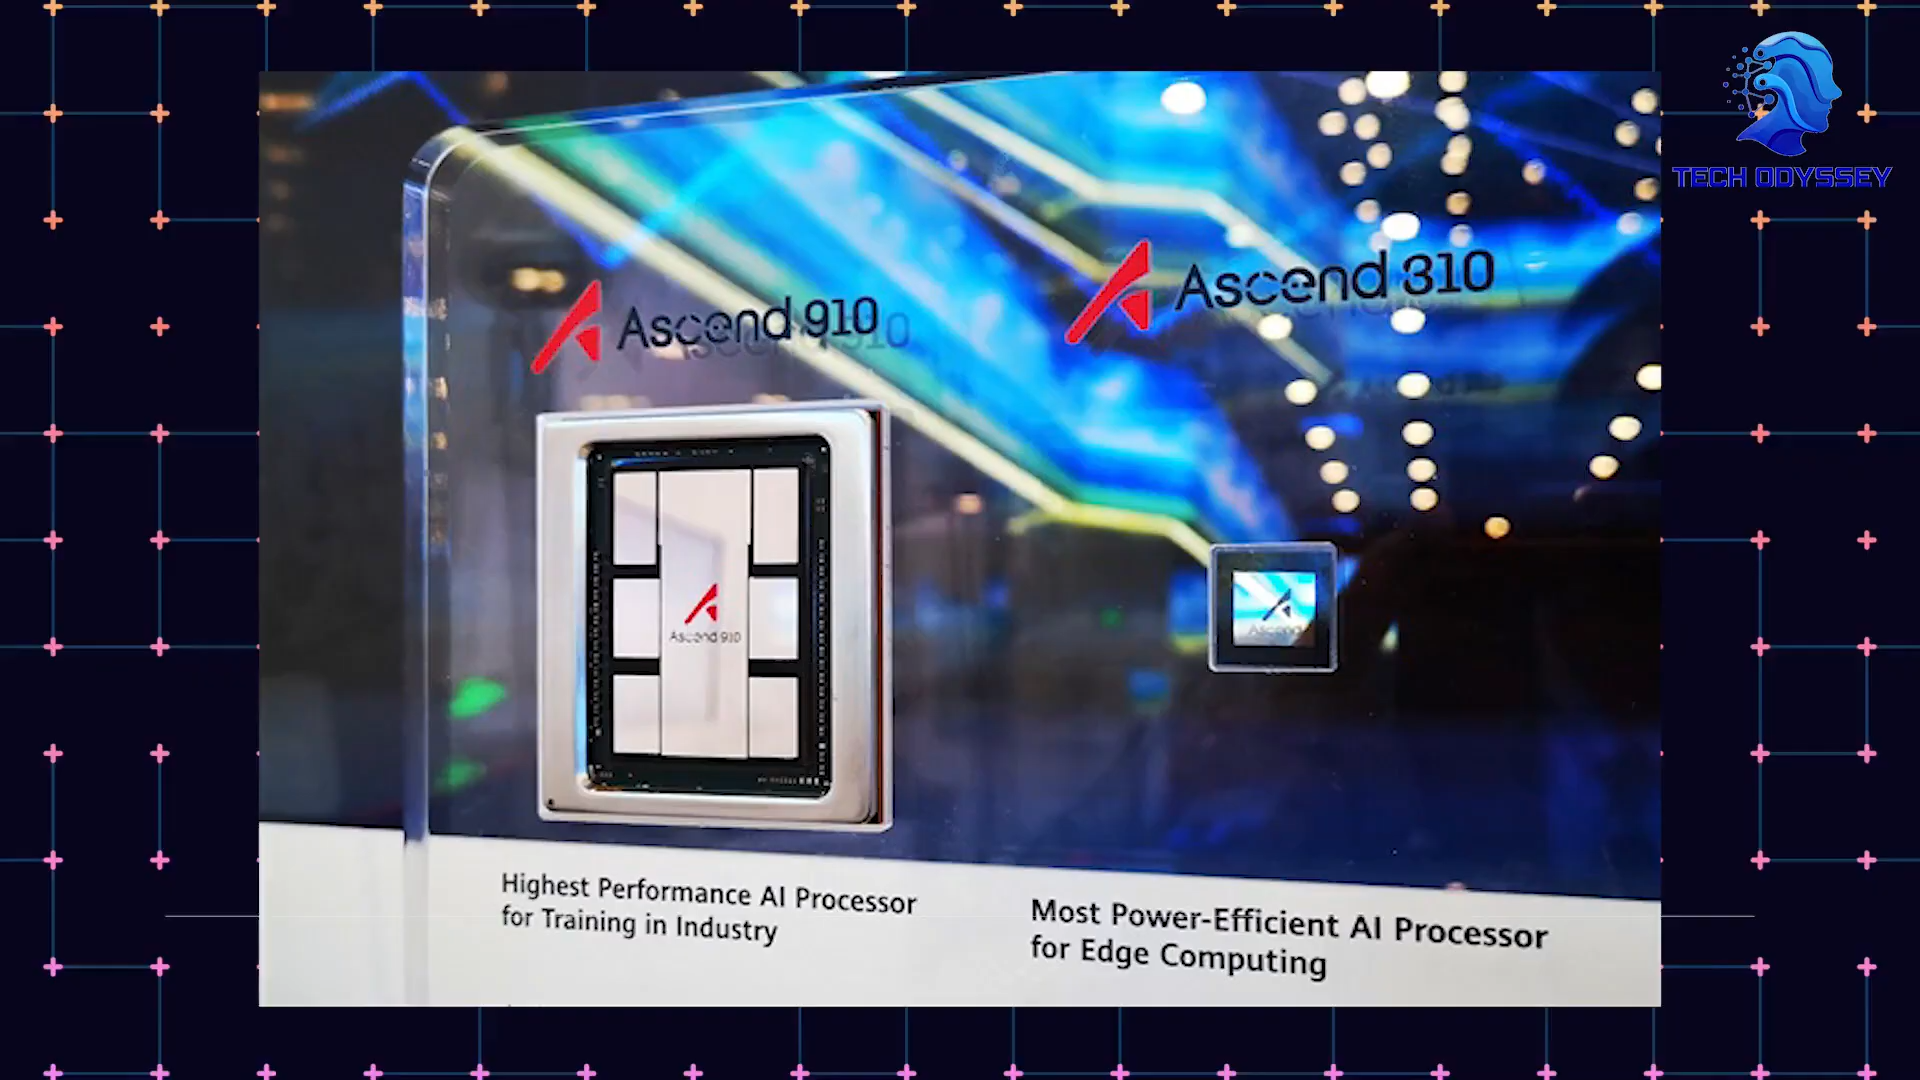 TECH ODYSSEY
Ascend 910
Ascend 310
Ascend 910
Ascend
Highest Performance AI Processor
for Training in Industry
Most Power-Efficient AI Processor
for Edge Computing